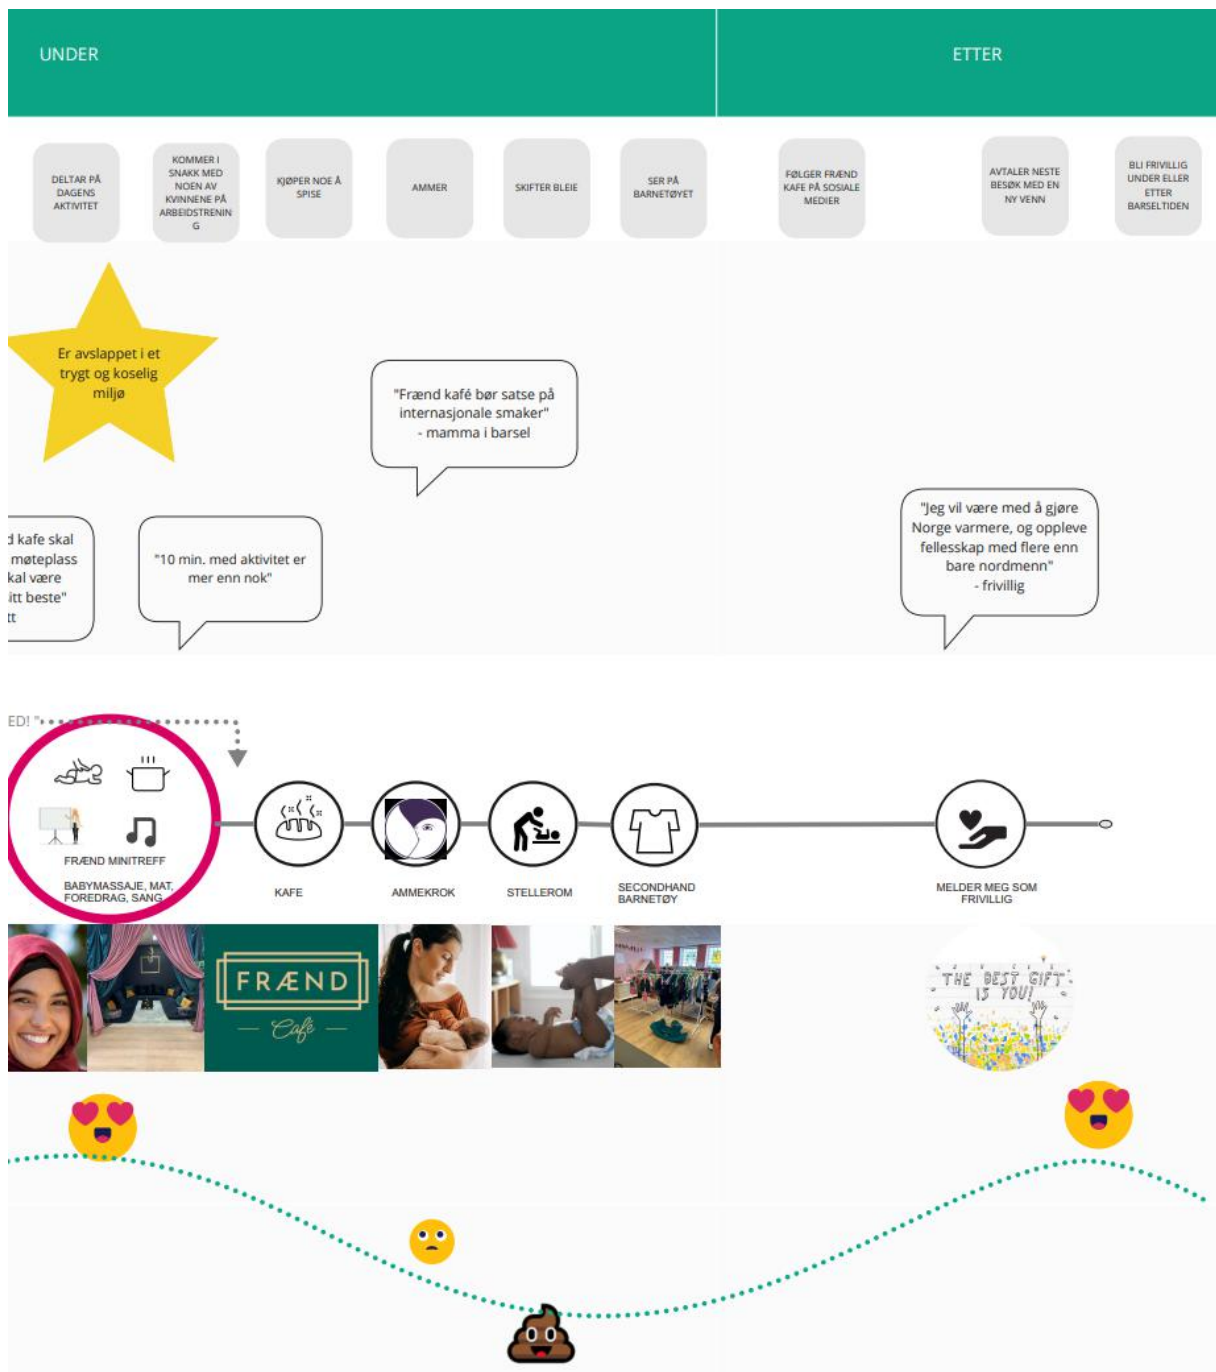 UNDER
ETTER
DELTAR PÅ
DAGENS
AKTIVITET
KOMMER I
SNAKK MED
NOEN AV
KVINNENE PÅ
ARBEIDSTRENIN
G
KJØPER NOE Å
SPISE
AMMER
SKIFTER BLEIE
SER PÅ
BARNETØYET
FØLGER FRÆND
KAFE PÅ SOSIALE
MEDIER
AVTALER NESTE
BESØK MED EN
NY VENN
BLI FRIVILLIG
UNDER ELLER
ETTER
BARSELTIDEN
Er avslappet i et
trygt og koselig
miljø
"Frænd kafé bør satse på
internasjonale smaker"
- mamma i barsel
d kafe skal
møteplass
kal være
itt beste"
tt
"10 min. med aktivitet er
mer enn nok"
"Jeg vil være med å gjøre
Norge varmere, og oppleve
fellesskap med flere enn
bare nordmenn"
- frivillig
ED! "
FRÆND MINITREFF
BABYMASSAJE, MAT,
FOREDRAG, SANG
KAFE
AMMEKROK
STELLEROM
SECONDHAND
BARNETØY
MELDER MEG SOM
FRIVILLIG
FRÆND
Café
THE BEST GIFT
IS YOU!